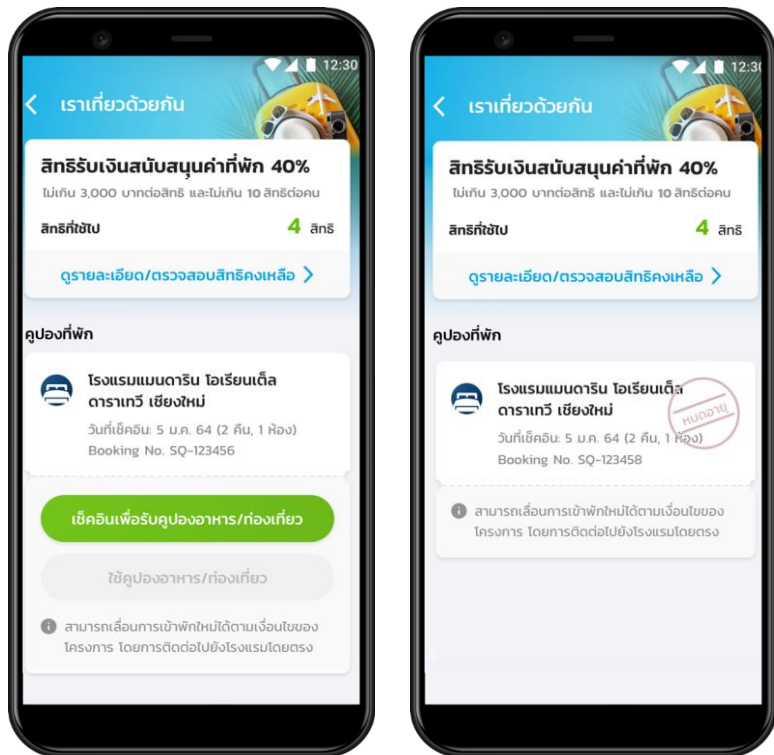 12:30
เราเที่ยวด้วยกัน
สิทธิรับเงินสนับสนุนค่าที่พัก 40%
ไม่เกิน 3,000 บาทต่อสิทธิ และไม่เกิน 10 สิทธิต่อคน
สิทธิที่ใช้ไป 4 สิทธิ
ดูรายละเอียด/ตรวจสอบสิทธิคงเหลือ
คูปองที่พัก
โรงแรมแมนดาริน โอเรียนเต็ล
ดาราเทวี เชียงใหม่
วันที่เช็คอิน: 5 ม.ค. 64 (2 คืน, 1 ห้อง)
Booking No. SQ-123456
เช็คอินเพื่อรับคูปองอาหาร/ท่องเที่ยว
ใช้คูปองอาหาร/ท่องเที่ยว
สามารถเลื่อนการเข้าพักใหม่ได้ตามเงื่อนไขของ
โครงการ โดยการติดต่อไปยังโรงแรมโดยตรง
12:30
เราเที่ยวด้วยกัน
สิทธิรับเงินสนับสนุนค่าที่พัก 40%
ไม่เกิน 3,000 บาทต่อสิทธิ และไม่เกิน 10 สิทธิต่อคน
สิทธิที่ใช้ไป 4 สิทธิ
ดูรายละเอียด/ตรวจสอบสิทธิคงเหลือ
คูปองที่พัก
โรงแรมแมนดาริน โอเรียนเต็ล
ดาราเทวี เชียงใหม่
หมดอายุ
วันที่เช็คอิน: 5 ม.ค. 64 (2 คืน, 1 ห้อง)
Booking No. SQ-123458
สามารถเลื่อนการเข้าพักใหม่ได้ตามเงื่อนไขของ
โครงการ โดยการติดต่อไปยังโรงแรมโดยตรง